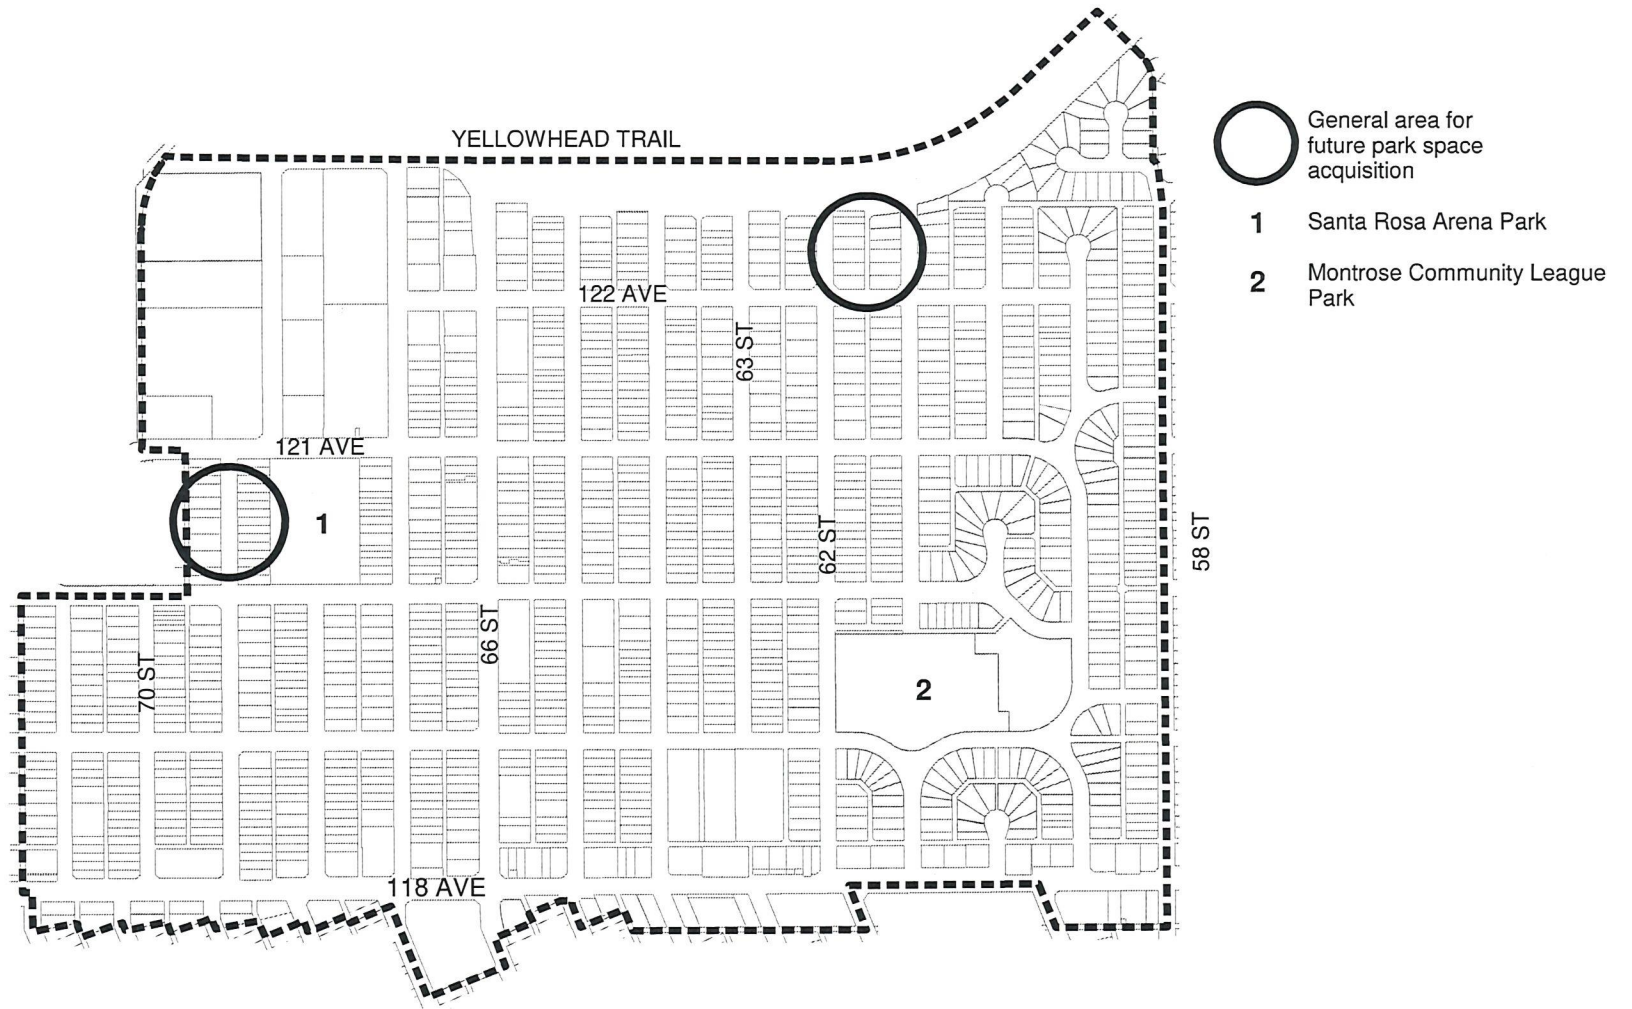 YELLOWHEAD TRAIL
General area for
future park space
acquisition
1 Santa Rosa Arena Park
2 Montrose Community League
Park
122 AVE
63 ST
121 AVE
1
62 ST
58 ST
66 ST
70 ST
2
118 AVE